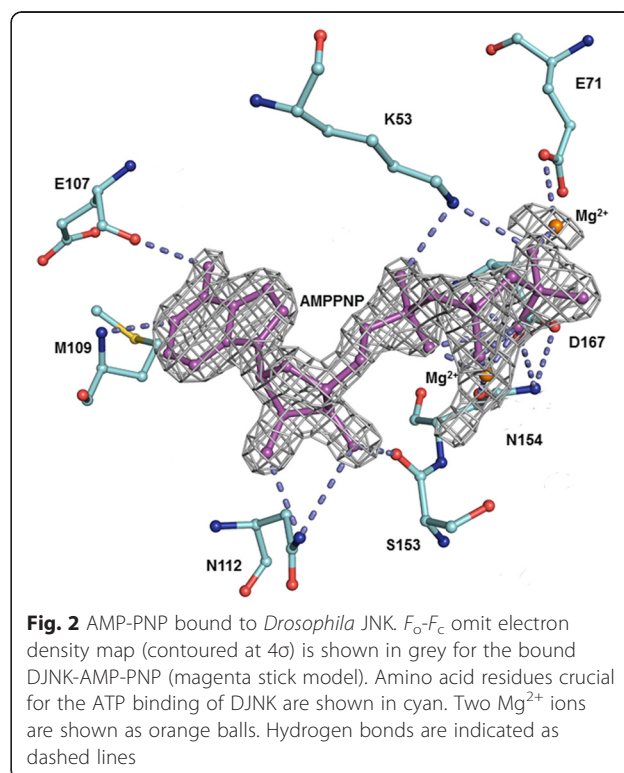 E71
K53
E107
Mg²⁺
AMPPNP
M109
D167
Mg²⁺
N154
S153
N112
Fig. 2 AMP-PNP bound to Drosophila JNK. Fo-Fc omit electron
density map (contoured at 4σ) is shown in grey for the bound
DJNK-AMP-PNP (magenta stick model). Amino acid residues crucial
for the ATP binding of DJNK are shown in cyan. Two Mg²⁺ ions
are shown as orange balls. Hydrogen bonds are indicated as
dashed lines